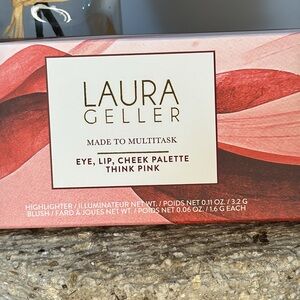 LAURA
GELLER
MADE TO MULTITASK
EYE, LIP, CHEEK PALETTE
THINK PINK
HIGHLIGHTER / ILLUMINATEUR NET WT. / POIDS NET 0.11 OZ / 3.2 G
BLUSH / FARD À JOUES NET WT. / POIDS NET 0.06 OZ / 1.6 G EACH